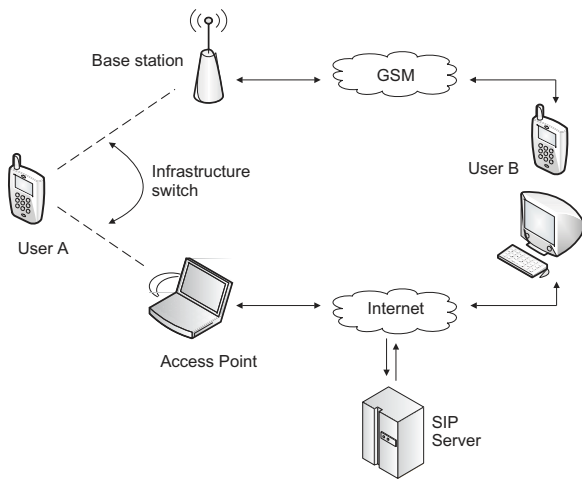 Base station
GSM
Infrastructure
switch
User B
User A
Internet
Access Point
SIP
Server